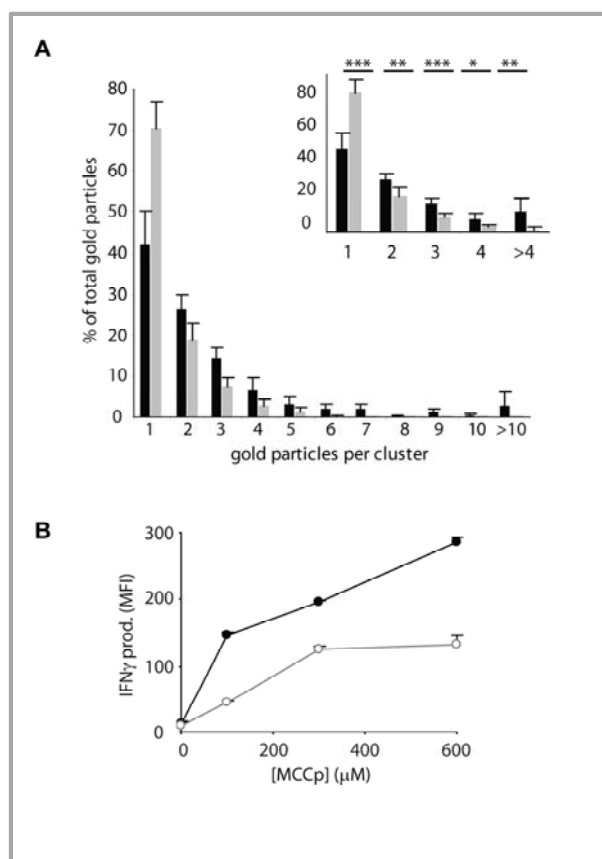 A
% of total gold particles
80
70
60
50
40
30
20
10
0
1 2 3 4 5 6 7 8 9 10 >10
gold particles per cluster
*** ** *** * **
80
60
40
20
0
1 2 3 4 >4
B
IFNγ prod. (MFI)
300
200
100
0
0 200 400 600
[MCCp] (μM)